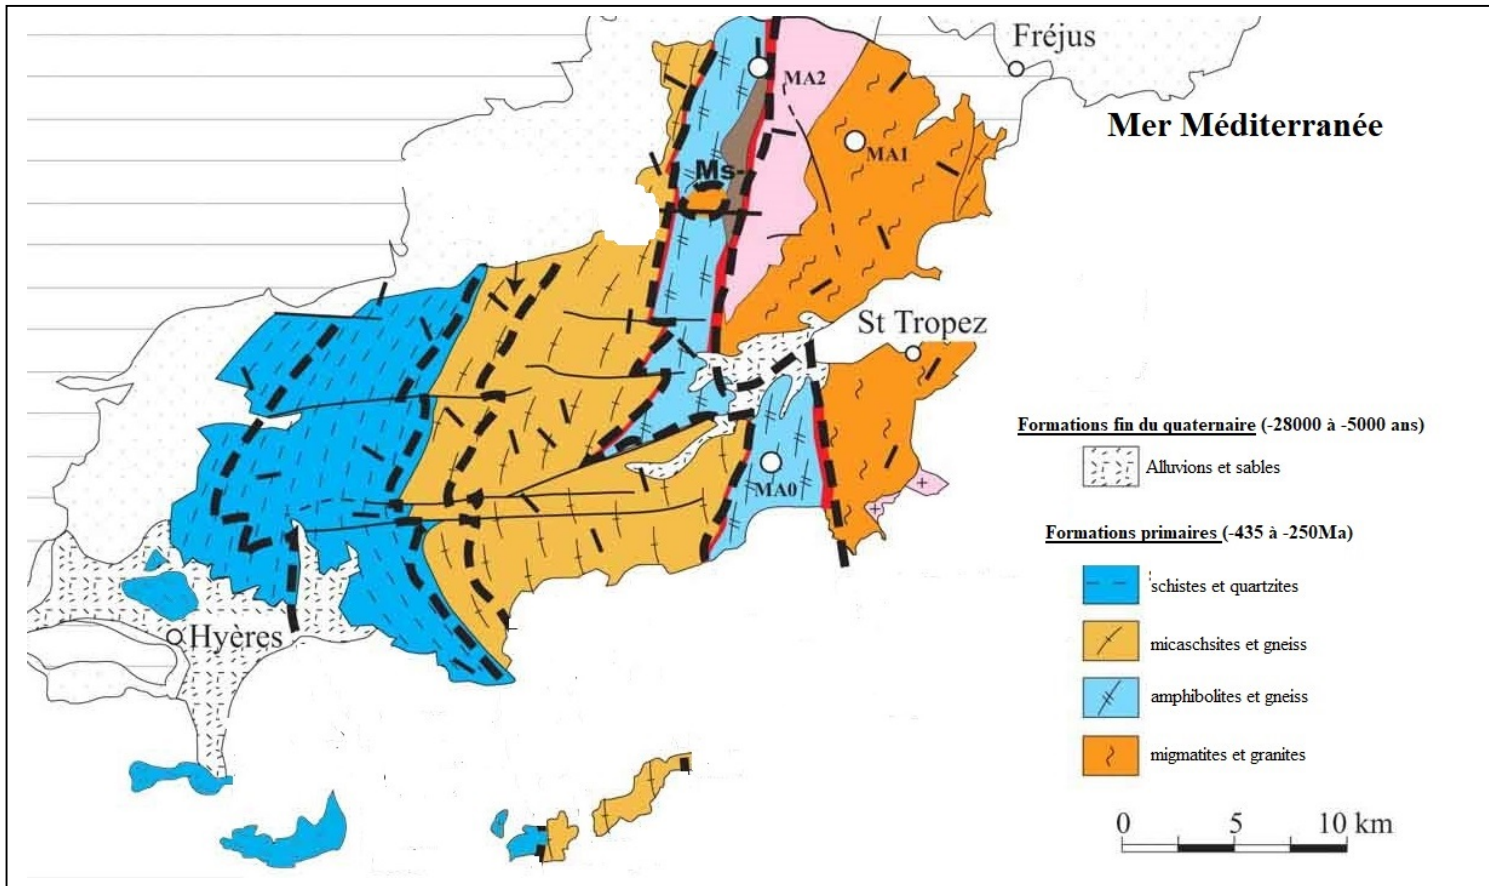 Fréjus
MA2
Mer Méditerranée
MA1
Ms-
St Tropez
Formations fin du quaternaire (-28000 à -5000 ans)
Alluvions et sables
MA0
Formations primaires (-435 à -250Ma)
schistes et quartzites
Hyères
micaschsites et gneiss
amphibolites et gneiss
migmatites et granites
0 5 10 km